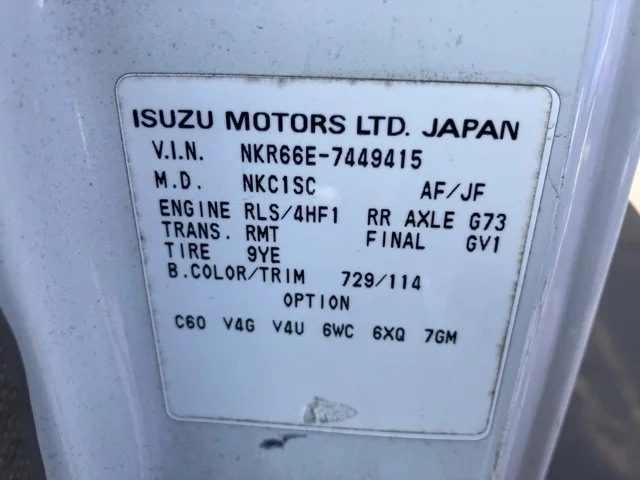 ISUZU MOTORS LTD. JAPAN
V.I.N. NKR66E-7449415
M.D. NKC1SC AF/JF
ENGINE RLS/4HF1 RR AXLE G73
TRANS. RMT FINAL GV1
TIRE 9YE
B.COLOR/TRIM 729/114
OPTION
C60 V4G V4U 6WC 6XQ 7GM